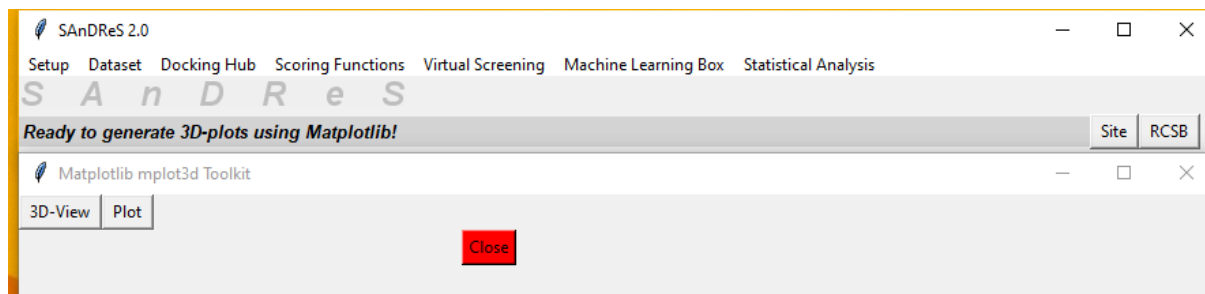 SAnDReS 2.0
Setup Dataset Docking Hub Scoring Functions Virtual Screening Machine Learning Box Statistical Analysis
S A n D R e S
Ready to generate 3D-plots using Matplotlib! Site RCSB
Matplotlib mplot3d Toolkit
3D-View Plot
Close